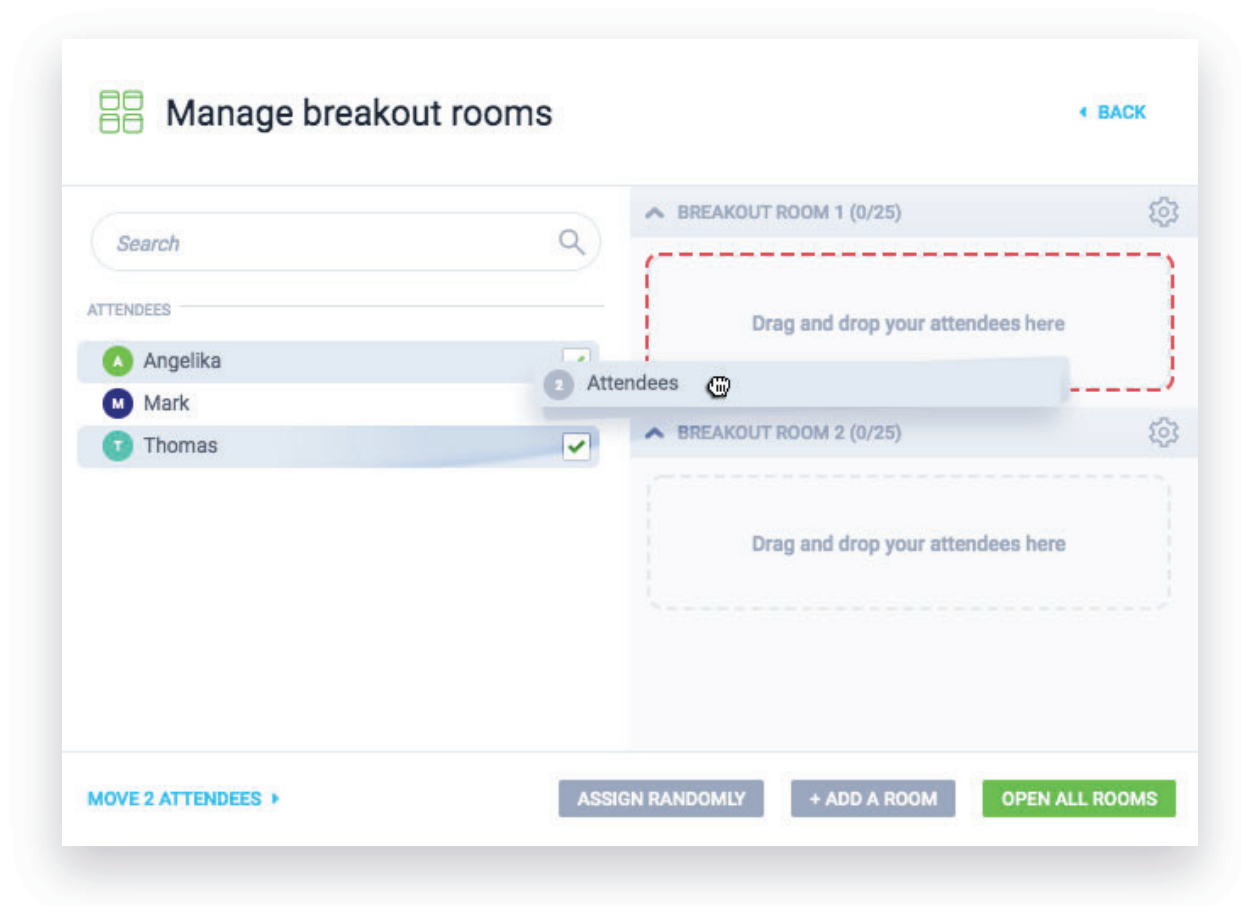 Manage breakout rooms
BACK
Search
ATTENDEES
A Angelika
M Mark
T Thomas
2 Attendees
BREAKOUT ROOM 1 (0/25)
Drag and drop your attendees here
BREAKOUT ROOM 2 (0/25)
Drag and drop your attendees here
MOVE 2 ATTENDEES
ASSIGN RANDOMLY
+ ADD A ROOM
OPEN ALL ROOMS